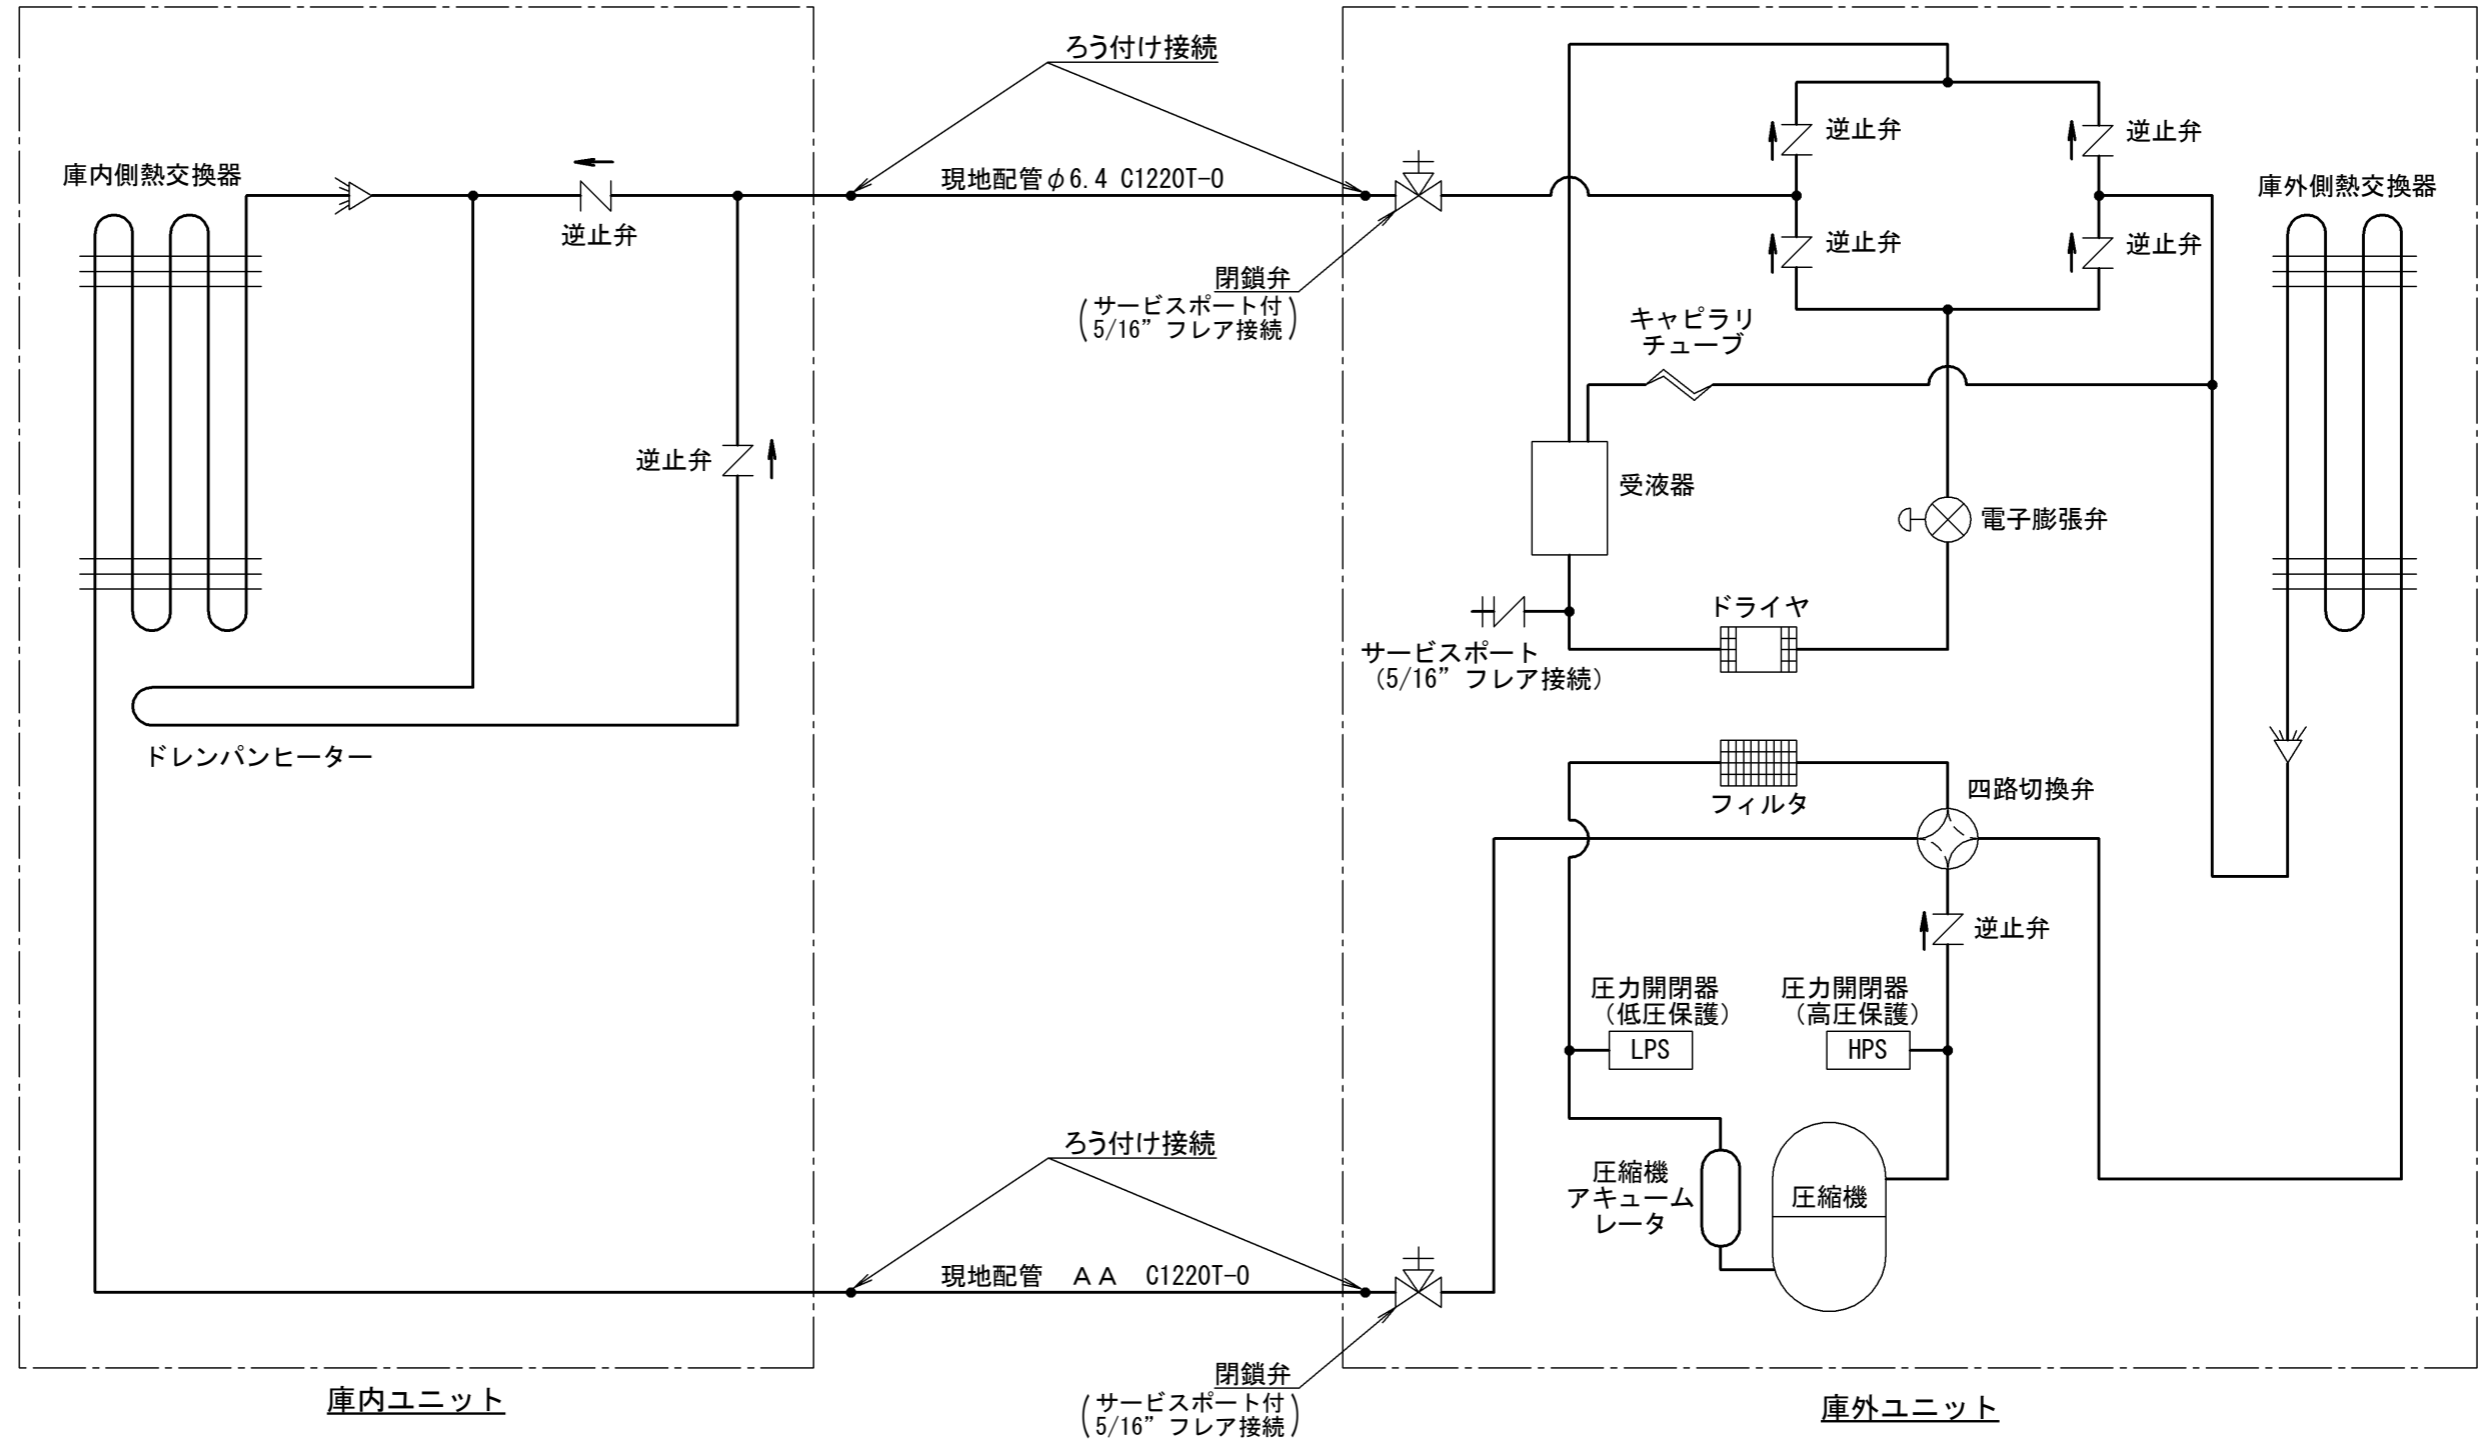 ろう付け接続
逆止弁
逆止弁
庫内側熱交換器
現地配管φ6.4 C1220T-O
庫外側熱交換器
逆止弁
逆止弁
逆止弁
閉鎖弁
(サービスポート付
5/16” フレア接続)
キャピラリ
チューブ
逆止弁
受液器
電子膨張弁
ドライヤ
サービスポート
(5/16” フレア接続)
ドレンパンヒーター
フィルタ
四路切換弁
逆止弁
圧力開閉器
(低圧保護)
圧力開閉器
(高圧保護)
LPS
HPS
ろう付け接続
圧縮機
アキューム
レータ
圧縮機
現地配管 AA C1220T-O
閉鎖弁
(サービスポート付
5/16” フレア接続)
庫内ユニット
庫外ユニット